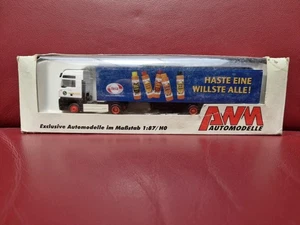 HASTE EINE
WILLSTE ALLE!
Exclusive Automodelle im Maßstab 1:87/H0
AWM
AUTOMODELLE